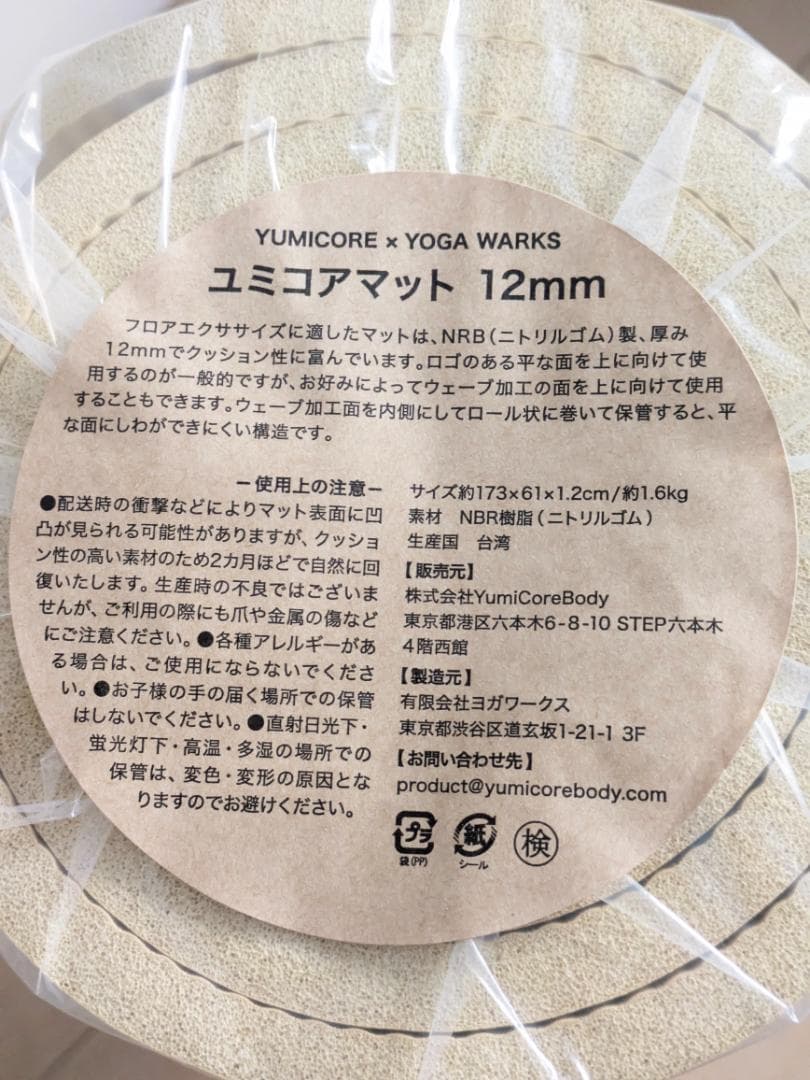 YUMICORE × YOGA WARKS
ユミコアマット 12mm
フロアエクササイズに適したマットは、NRB（ニトリルゴム）製、厚み
12mmでクッション性に富んでいます。ロゴのある平な面を上に向けて使
用するのが一般的ですが、お好みによってウェーブ加工の面を上に向けて使用
することもできます。ウェーブ加工面を内側にしてロール状に巻いて保管すると、平
な面にしわができにくい構造です。
ー使用上の注意ー
●配送時の衝撃などによりマット表面に凹
凸が見られる可能性がありますが、クッショ
ン性の高い素材のため2カ月ほどで自然に回
復いたします。生産時の不良ではございま
せんが、ご利用の際にも爪や金属の傷など
にご注意ください。●各種アレルギーがあ
る場合は、ご使用にならないでくださ
い。●お子様の手の届く場所での保管
はしないでください。●直射日光下・
蛍光灯下・高温・多湿の場所での
保管は、変色・変形の原因とな
りますのでお避けください。
サイズ約173×61×1.2cm/約1.6kg
素材 NBR樹脂（ニトリルゴム）
生産国 台湾
【販売元】
株式会社YumiCoreBody
東京都港区六本木6-8-10 STEP六本木
4階西館
【製造元】
有限会社ヨガワークス
東京都渋谷区道玄坂1-21-1 3F
【お問い合わせ先】
product@yumicorebody.com
プラ 紙 検
袋(PP) シール